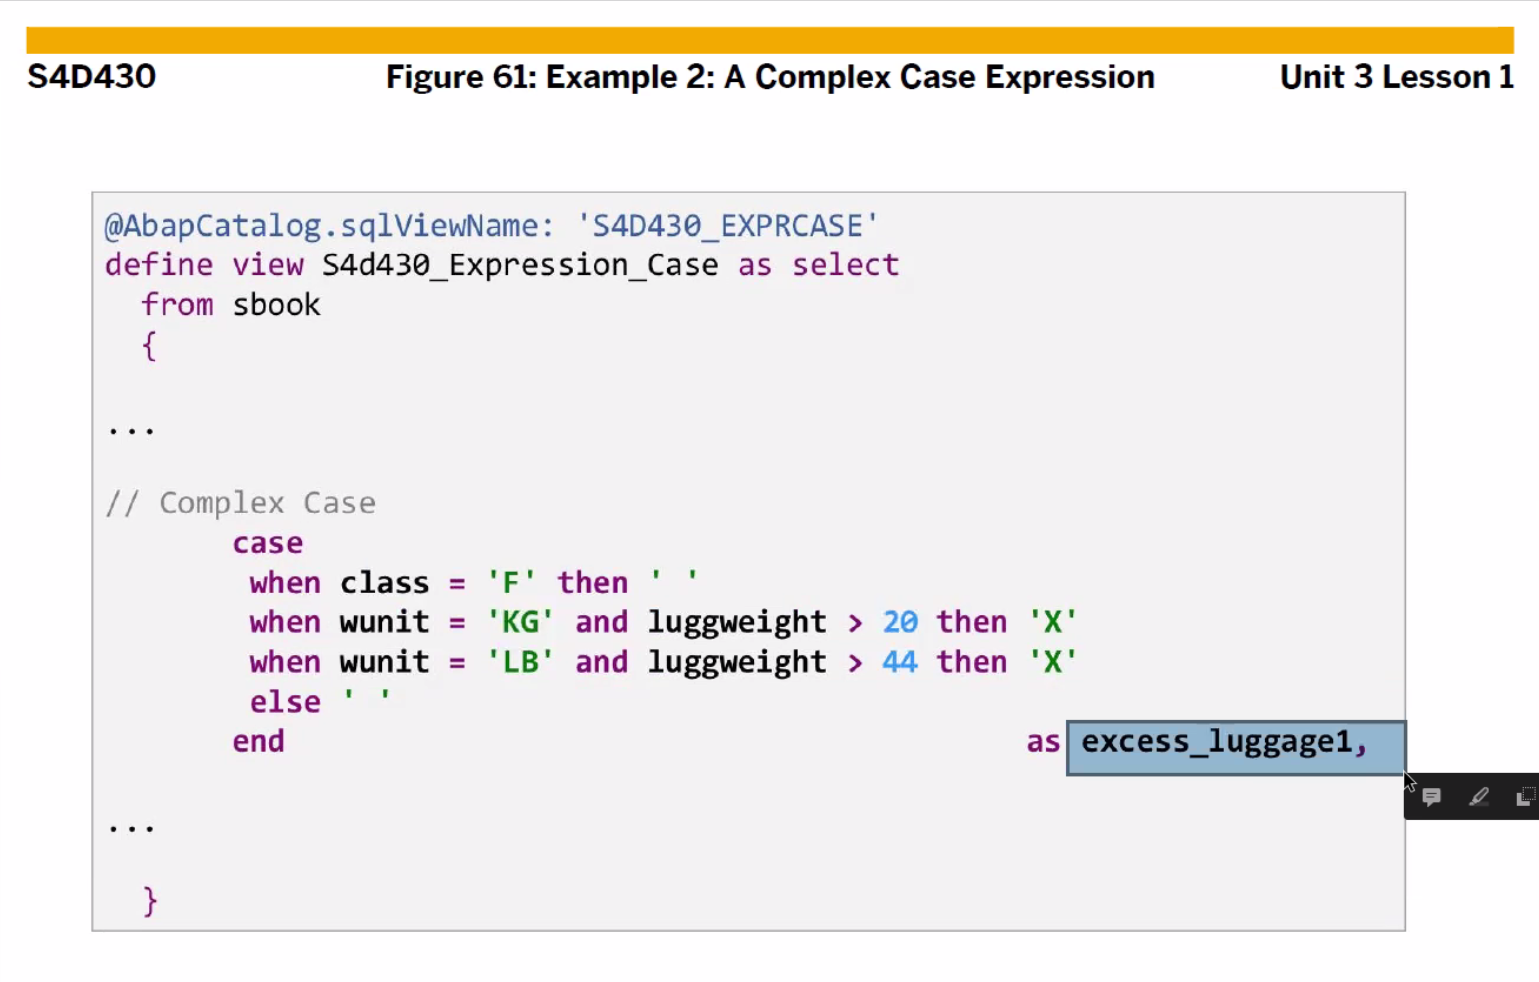 S4D430 Figure 61: Example 2: A Complex Case Expression Unit 3 Lesson 1
@AbapCatalog.sqlViewName: 'S4D430_EXPRCASE'
define view S4d430_Expression_Case as select
from sbook
{
...
// Complex Case
case
when class = 'F' then ' '
when wunit = 'KG' and luggweight > 20 then 'X'
when wunit = 'LB' and luggweight > 44 then 'X'
else ' '
end as excess_luggage1,
...
}